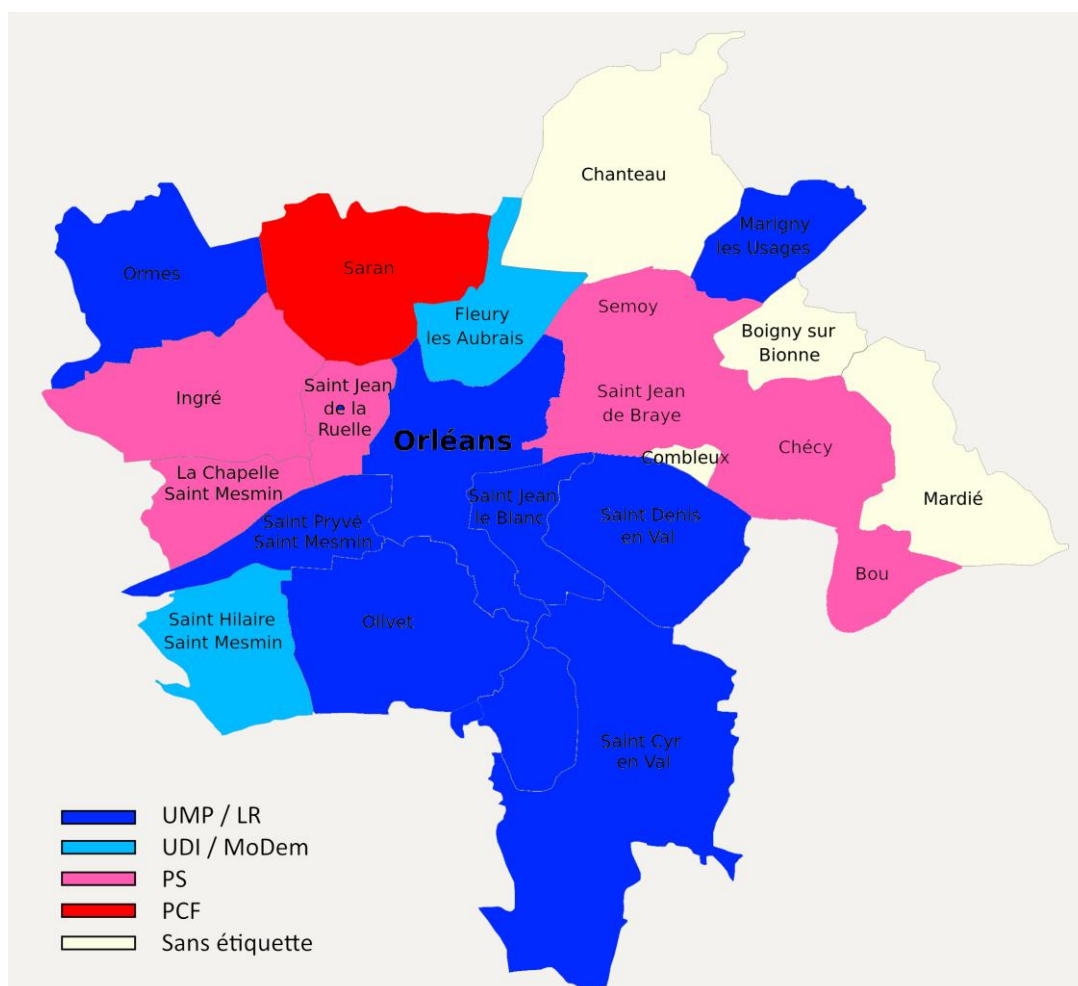 Chanteau
Marigny
les Usages
Ormes
Saran
Semoy
Fleury
les Aubrais
Boigny sur
Bionne
Ingré
Saint Jean
de la
Ruelle
Saint Jean
de Braye
Orléans
Chécy
Combleux
La Chapelle
Saint Mesmin
Mardié
Saint Jean
le Blanc
Saint Pryvé
Saint Mesmin
Saint Denis
en Val
Bou
Saint Hilaire
Saint Mesmin
Olivet
Saint Cyr
en Val
UMP / LR
UDI / MoDem
PS
PCF
Sans étiquette